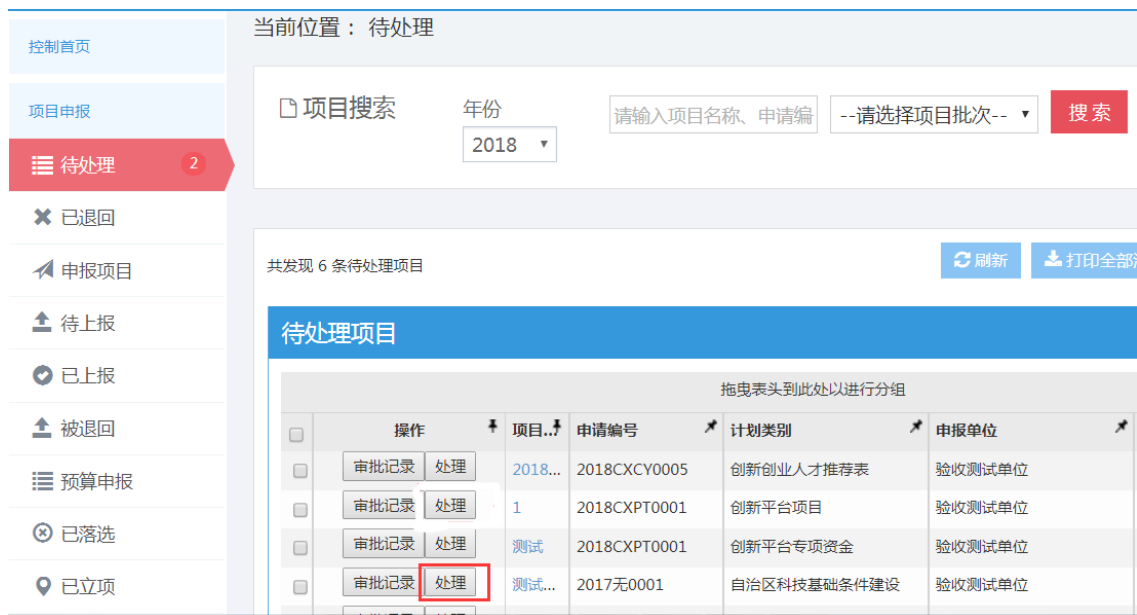 当前位置： 待处理
控制首页
项目申报
待处理 2
已退回
申报项目
待上报
已上报
被退回
预算申报
已落选
已立项
项目搜索 年份 请输入项目名称、申请编 --请选择项目批次-- 搜索
2018
共发现 6 条待处理项目 刷新 打印全部
待处理项目
拖曳表头到此处以进行分组
操作 项目.. 申请编号 计划类别 申报单位
审批记录 处理 2018... 2018CXCY0005 创新创业人才推荐表 验收测试单位
审批记录 处理 1 2018CXPT0001 创新平台项目 验收测试单位
审批记录 处理 测试 2018CXPT0001 创新平台专项资金 验收测试单位
审批记录 处理 测试... 2017无0001 自治区科技基础条件建设 验收测试单位